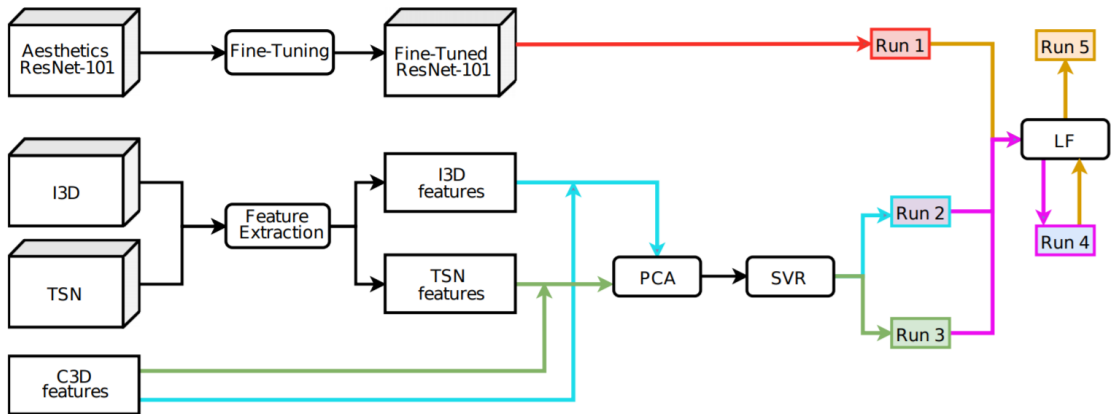 Aesthetics
ResNet-101
Fine-Tuning
Fine-Tuned
ResNet-101
Run 1
Run 5
LF
I3D
Feature
Extraction
I3D
features
Run 2
Run 4
TSN
TSN
features
PCA
SVR
Run 3
C3D
features